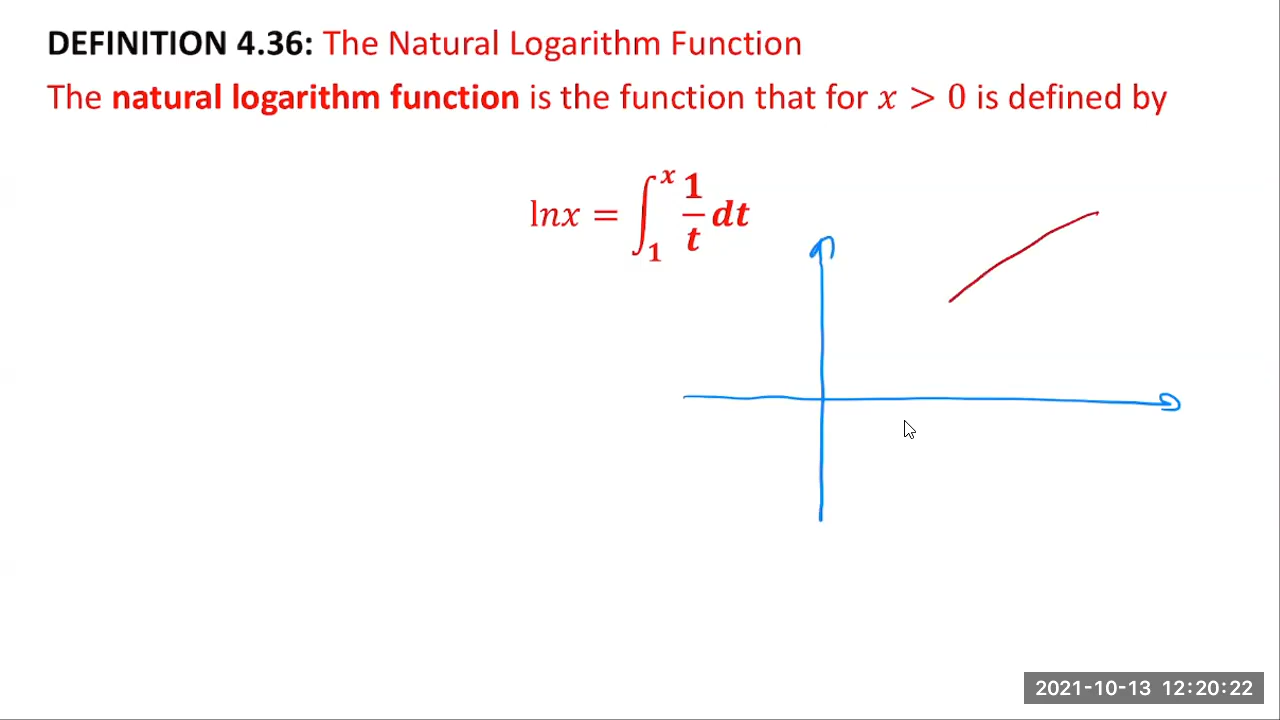 DEFINITION 4.36: The Natural Logarithm Function
The natural logarithm function is the function that for x > 0 is defined by
lnx = ∫₁ˣ 1/t dt
2021-10-13 12:20:22